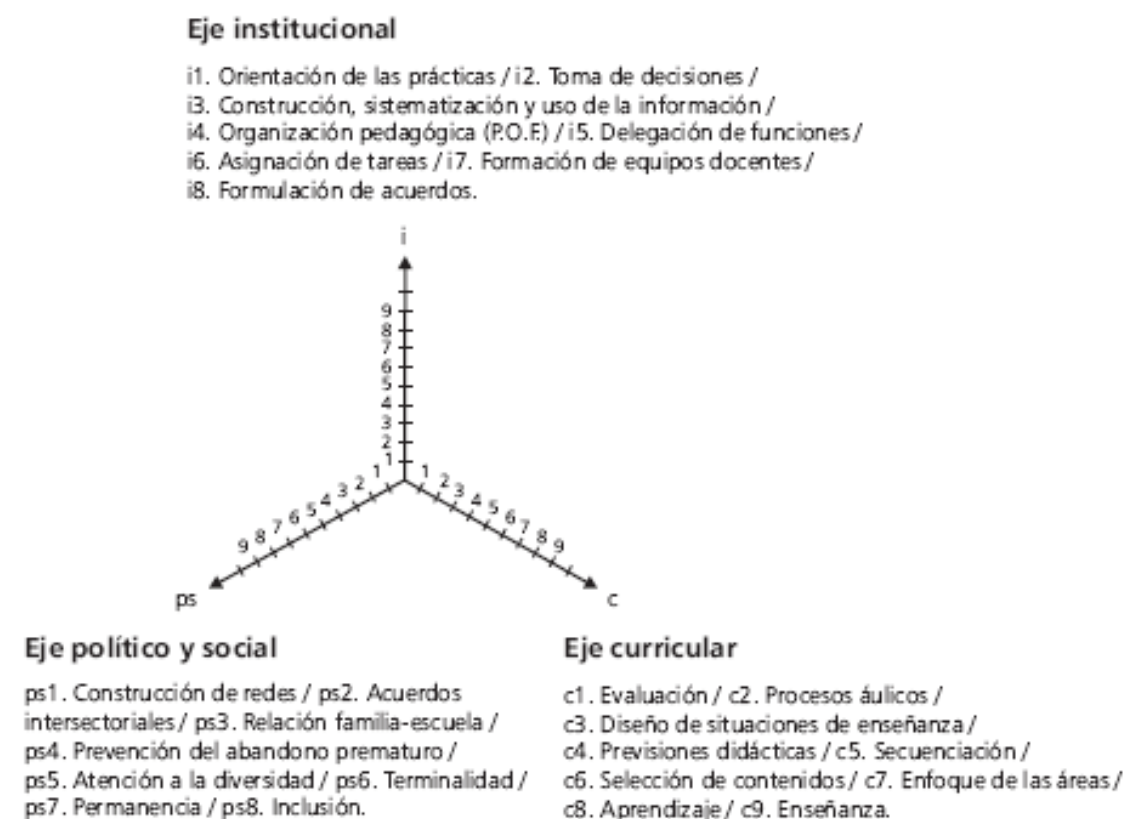 Eje institucional
i1. Orientación de las prácticas / i2. Toma de decisiones /
i3. Construcción, sistematización y uso de la información /
i4. Organización pedagógica (P.O.F.) / i5. Delegación de funciones /
i6. Asignación de tareas / i7. Formación de equipos docentes /
i8. Formulación de acuerdos.
i
9
8
7
6
5
4
3
2
1
9 8 7 6 5 4 3 2 1
1 2 3 4 5 6 7 8 9
ps
c
Eje político y social
ps1. Construcción de redes / ps2. Acuerdos
intersectoriales / ps3. Relación familia-escuela /
ps4. Prevención del abandono prematuro /
ps5. Atención a la diversidad / ps6. Terminalidad /
ps7. Permanencia / ps8. Inclusión.
Eje curricular
c1. Evaluación / c2. Procesos áulicos /
c3. Diseño de situaciones de enseñanza /
c4. Previsiones didácticas / c5. Secuenciación /
c6. Selección de contenidos / c7. Enfoque de las áreas /
c8. Aprendizaje / c9. Enseñanza.